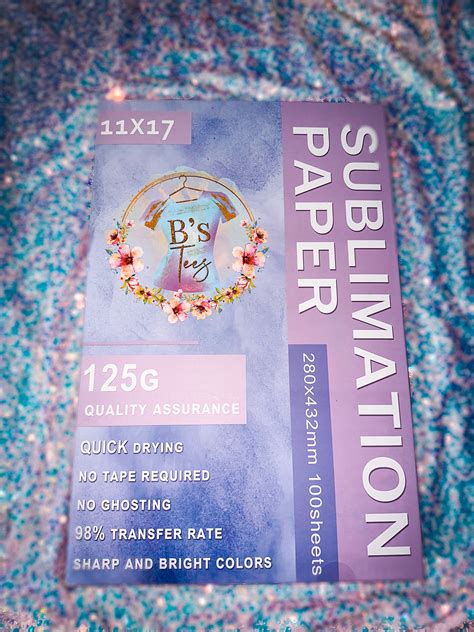 11X17
SUBLIMATION
PAPER
B's
Tees
125G
QUALITY ASSURANCE
280x432mm 100sheets
QUICK DRYING
NO TAPE REQUIRED
NO GHOSTING
98% TRANSFER RATE
SHARP AND BRIGHT COLORS